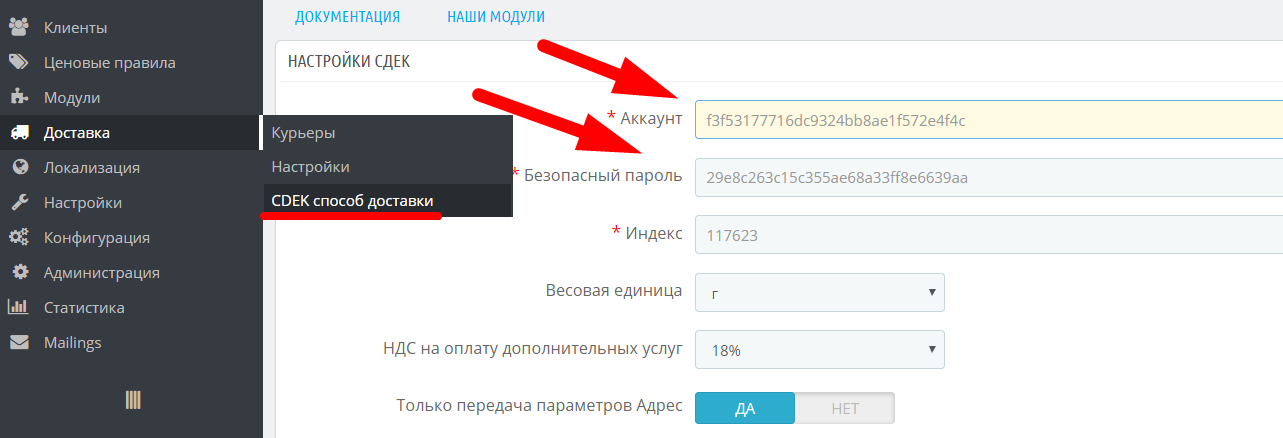 Клиенты
Ценовые правила
Модули
Доставка
Локализация
Настройки
Конфигурация
Администрация
Статистика
Mailings
Курьеры
Настройки
CDEK способ доставки
ДОКУМЕНТАЦИЯ НАШИ МОДУЛИ
НАСТРОЙКИ СДЕК
* Аккаунт f3f53177716dc9324bb8ae1f572e4f4c
* Безопасный пароль 29e8c263c15c355ae68a33ff8e6639aa
* Индекс 117623
Весовая единица г
НДС на оплату дополнительных услуг 18%
Только передача параметров Адрес ДА НЕТ